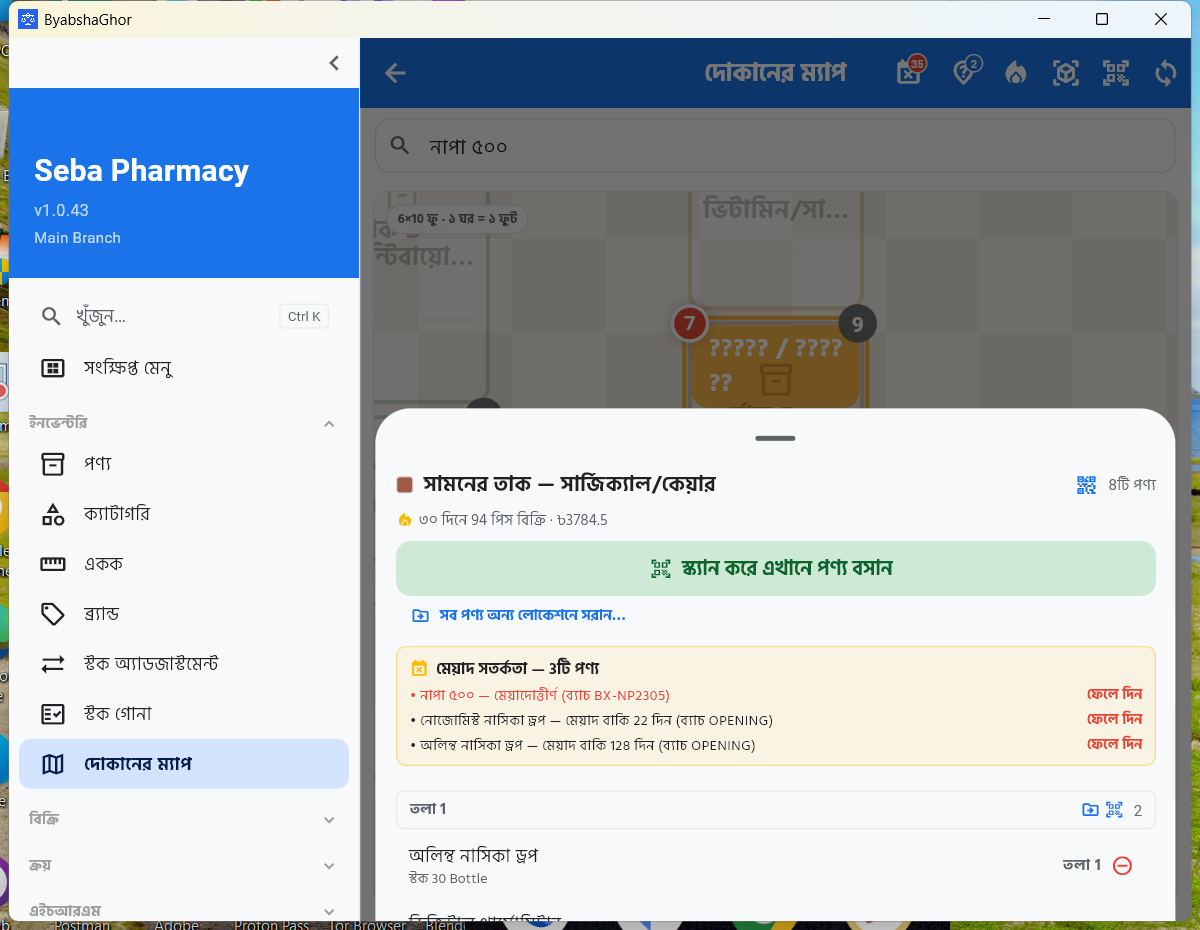 ByabshaGhor
Seba Pharmacy
v1.0.43
Main Branch
খুঁজুন...
Ctrl K
সংক্ষিপ্ত মেনু
ইনভেন্টরি
পণ্য
ক্যাটাগরি
একক
ব্র্যান্ড
স্টক অ্যাডজাস্টমেন্ট
স্টক গোনা
দোকানের ম্যাপ
বিক্রি
ক্রয়
এইচআরএম
দোকানের ম্যাপ
35
2
নাপা ৫০০
6×10 ফু · ১ ঘর = ১ ফুট
ন্টিবায়ো...
ভিটামিন/সা...
7
9
????? / ????
??
সামনের তাক — সার্জিক্যাল/কেয়ার
8টি পণ্য
৩০ দিনে 94 পিস বিক্রি · ৳3784.5
স্ক্যান করে এখানে পণ্য বসান
সব পণ্য অন্য লোকেশনে সরান...
মেয়াদ সতর্কতা — 3টি পণ্য
• নাপা ৫০০ — মেয়াদোত্তীর্ণ (ব্যাচ BX-NP2305)
ফেলে দিন
• নোজোমিস্ট নাসিকা ড্রপ — মেয়াদ বাকি 22 দিন (ব্যাচ OPENING)
ফেলে দিন
• অলিন্থ নাসিকা ড্রপ — মেয়াদ বাকি 128 দিন (ব্যাচ OPENING)
ফেলে দিন
তলা 1
2
অলিন্থ নাসিকা ড্রপ
স্টক 30 Bottle
তলা 1
Postman
Adobe
Proton Pass
Tor Browser